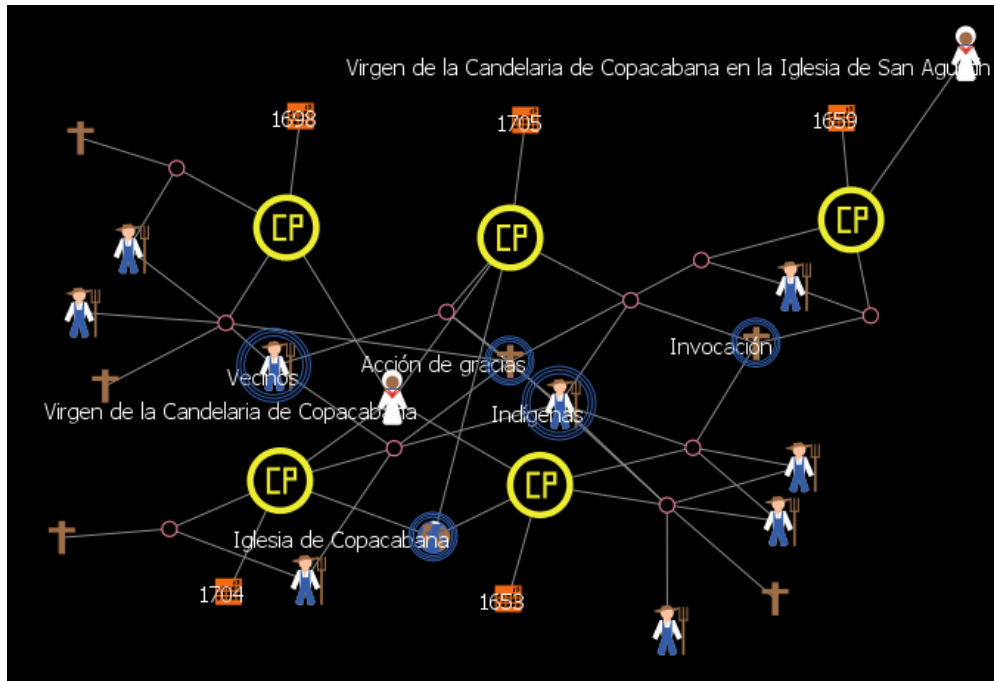 Virgen de la Candelaria de Copacabana en la Iglesia de San Agustín
1698
1705
1659
CP
CP
CP
Invocación
Acción de gracias
Vecinos
Virgen de la Candelaria de Copacabana
Indígenas
CP
CP
Iglesia de Copacabana
1704
1653